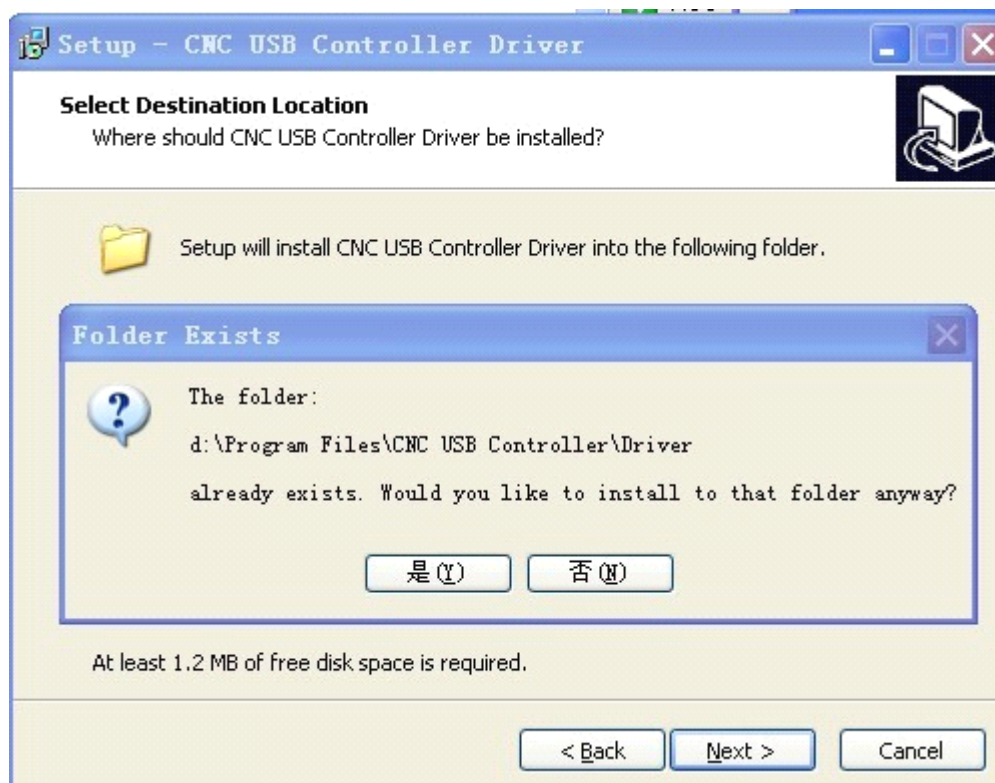 Setup - CNC USB Controller Driver
Select Destination Location
Where should CNC USB Controller Driver be installed?
Setup will install CNC USB Controller Driver into the following folder.
Folder Exists
The folder:
d:\Program Files\CNC USB Controller\Driver
already exists. Would you like to install to that folder anyway?
是(Y)
否(N)
At least 1.2 MB of free disk space is required.
< Back
Next >
Cancel